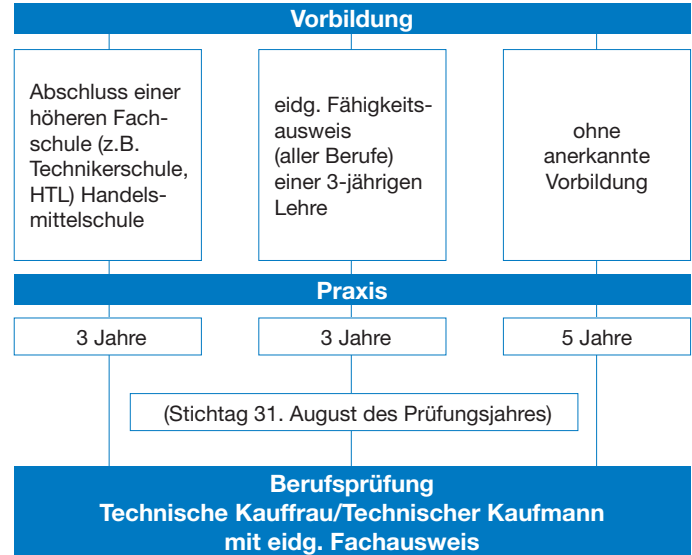 Vorbildung
Abschluss einer
höheren Fach-
schule (z.B.
Technikerschule,
HTL) Handels-
mittelschule
eidg. Fähigkeits-
ausweis
(aller Berufe)
einer 3-jährigen
Lehre
ohne
anerkannte
Vorbildung
Praxis
3 Jahre
3 Jahre
5 Jahre
(Stichtag 31. August des Prüfungsjahres)
Berufsprüfung
Technische Kauffrau/Technischer Kaufmann
mit eidg. Fachausweis